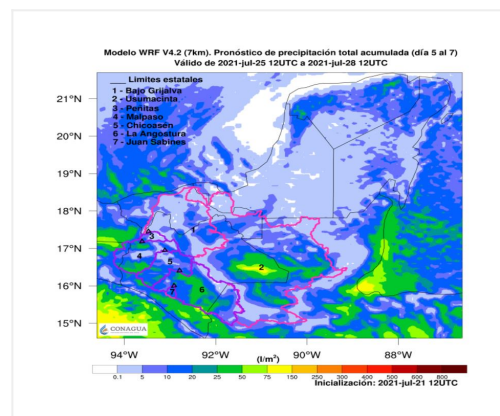 Modelo WRF V4.2 (7km). Pronóstico de precipitación total acumulada (día 5 al 7)
Válido de 2021-jul-25 12UTC a 2021-jul-28 12UTC
Limites estatales
1 - Bajo Grijalva
2 - Usumacinta
3 - Peñitas
4 - Malpaso
5 - Chicoasén
6 - La Angostura
7 - Juan Sabines
21°N
20°N
19°N
18°N
17°N
16°N
15°N
1
2
3
4
5
6
7
CONAGUA
94°W 92°W 90°W 88°W
(l/m²)
0.1 5 10 20 25 50 75 150 250 300 400 500 600 800
Inicialización: 2021-jul-21 12UTC